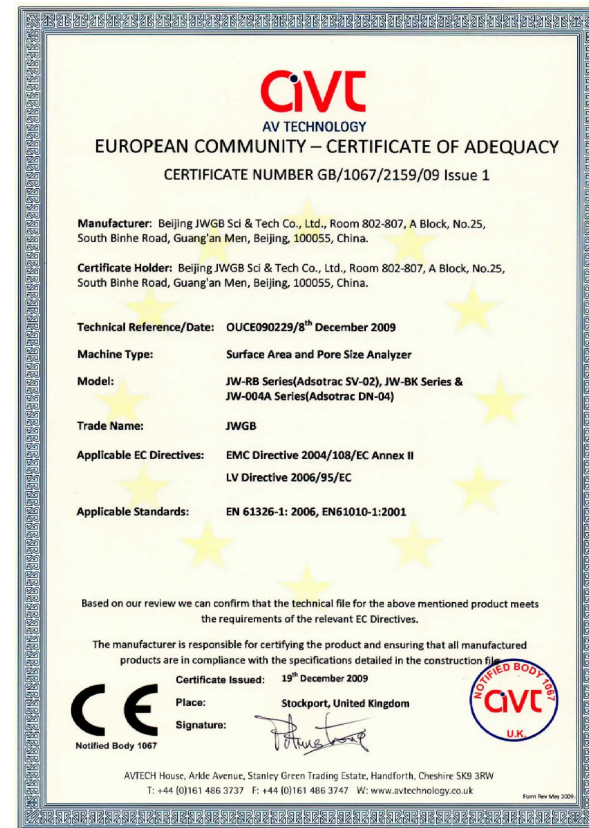 AVT
AV TECHNOLOGY
EUROPEAN COMMUNITY – CERTIFICATE OF ADEQUACY
CERTIFICATE NUMBER GB/1067/2159/09 Issue 1
Manufacturer: Beijing JWGB Sci & Tech Co., Ltd., Room 802-807, A Block, No.25,
South Binhe Road, Guang'an Men, Beijing, 100055, China.
Certificate Holder: Beijing JWGB Sci & Tech Co., Ltd., Room 802-807, A Block, No.25,
South Binhe Road, Guang'an Men, Beijing, 100055, China.
Technical Reference/Date: OUCE090229/8th December 2009
Machine Type: Surface Area and Pore Size Analyzer
Model: JW-RB Series(Adsotrac SV-02), JW-BK Series &
JW-004A Series(Adsotrac DN-04)
Trade Name: JWGB
Applicable EC Directives: EMC Directive 2004/108/EC Annex II
LV Directive 2006/95/EC
Applicable Standards: EN 61326-1: 2006, EN61010-1:2001
Based on our review we can confirm that the technical file for the above mentioned product meets
the requirements of the relevant EC Directives.
The manufacturer is responsible for certifying the product and ensuring that all manufactured
products are in compliance with the specifications detailed in the construction file.
Certificate Issued: 19th December 2009
Place: Stockport, United Kingdom
Signature:
CE
Notified Body 1067
NOTIFIED BODY 1067
AVT
U.K.
AVTECH House, Arkle Avenue, Stanley Green Trading Estate, Handforth, Cheshire SK9 3RW
T: +44 (0)161 486 3737 F: +44 (0)161 486 3747 W: www.avtechnology.co.uk
Form Rev May 2009